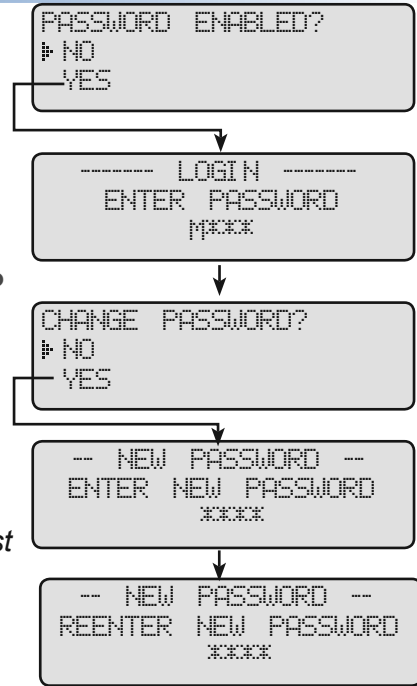 PASSWORD ENABLED?
NO
YES
------- LOGIN -------
ENTER PASSWORD
M***
CHANGE PASSWORD?
NO
YES
-- NEW PASSWORD --
ENTER NEW PASSWORD
****
st
-- NEW PASSWORD --
REENTER NEW PASSWORD
****